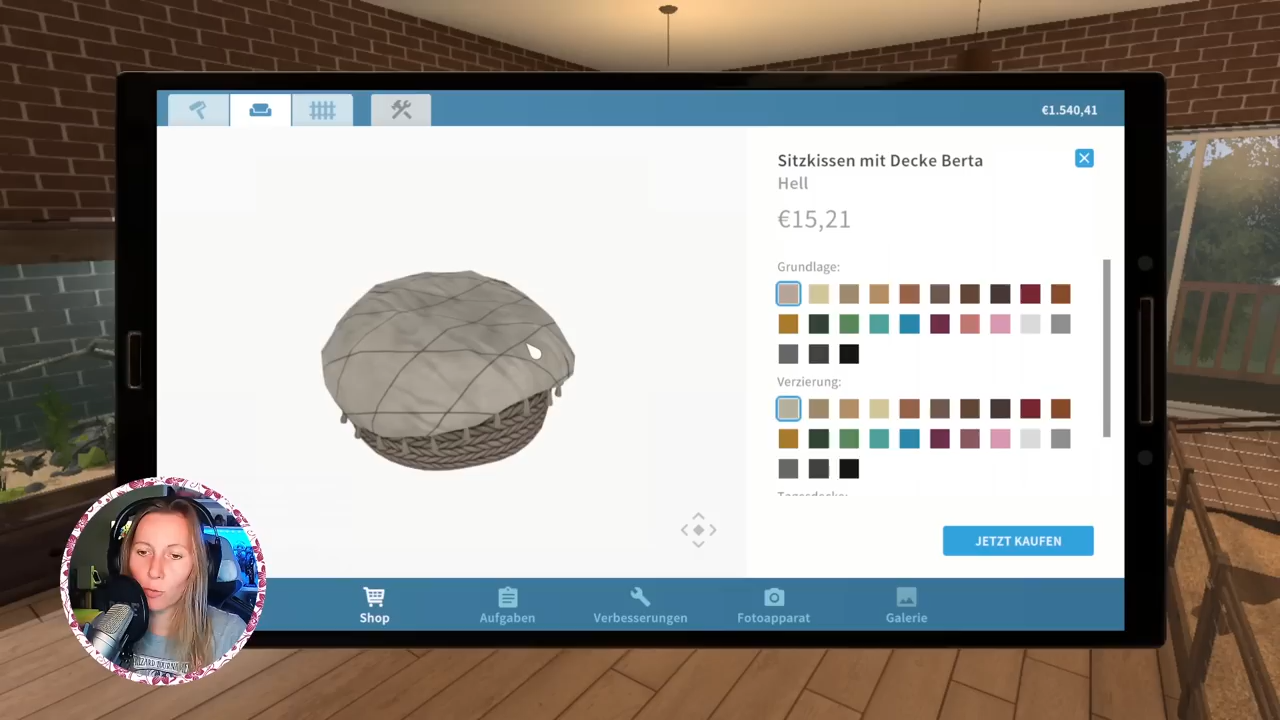 €1.540,41
Sitzkissen mit Decke Berta
Hell
€15,21
Grundlage:
Verzierung:
JETZT KAUFEN
Shop
Aufgaben
Verbesserungen
Fotoapparat
Galerie